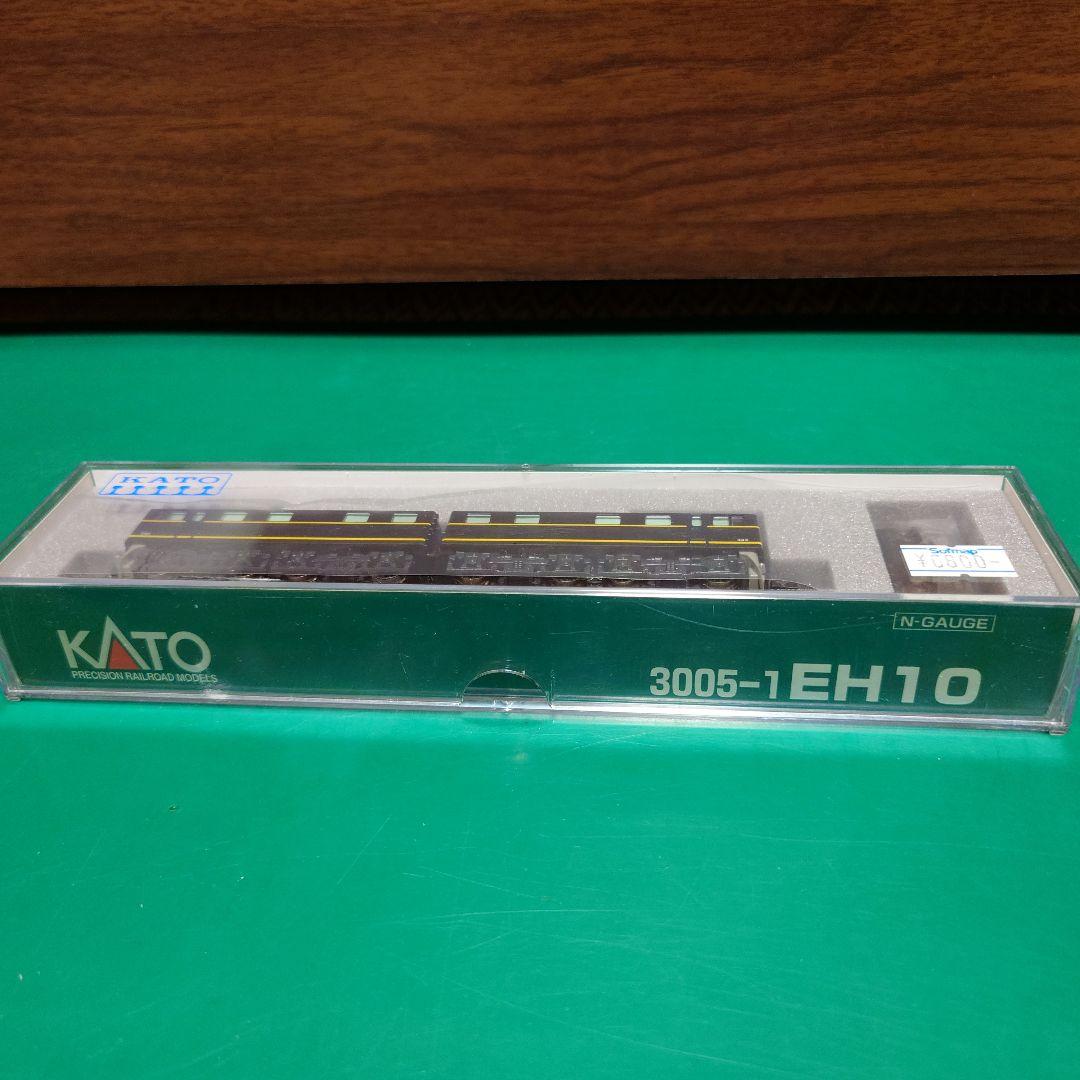 KATO
Sofmap
N-GAUGE
KATO
PRECISION RAILROAD MODELS
3005-1 EH10